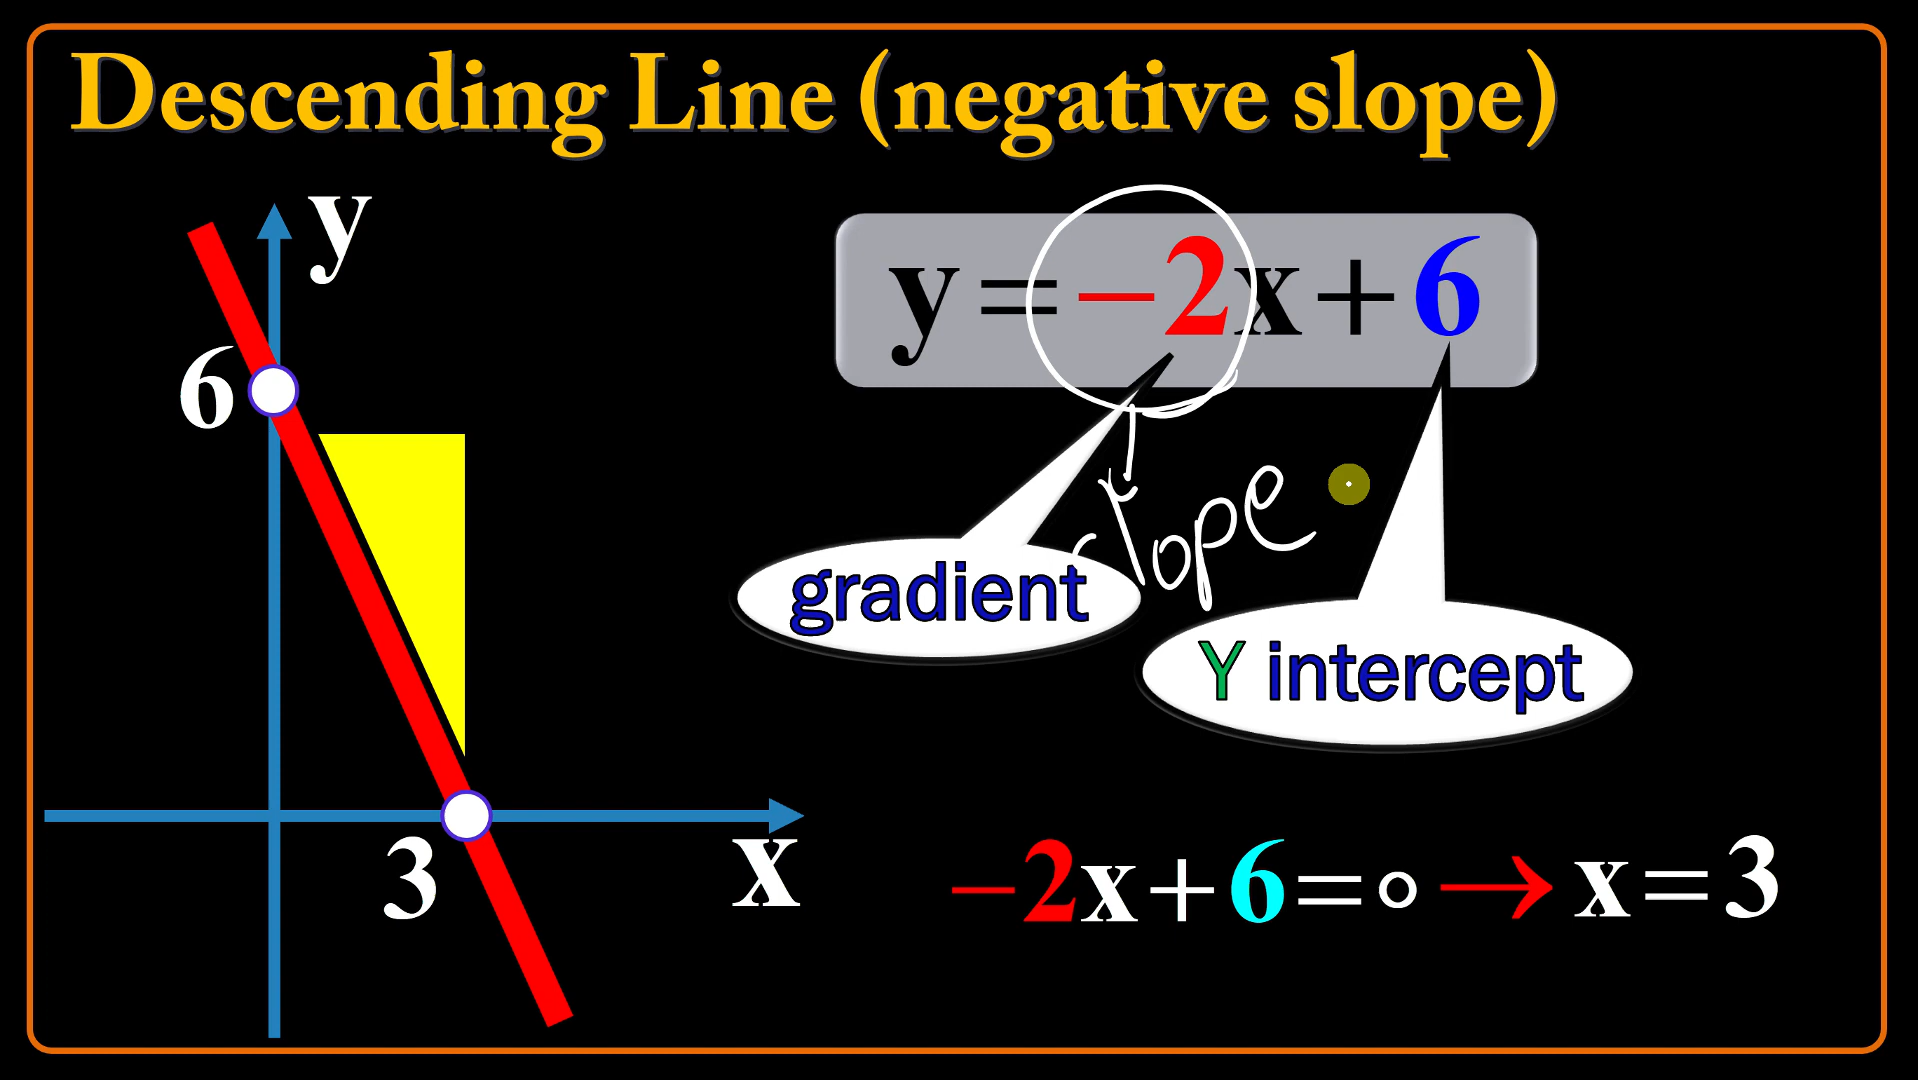 Descending Line (negative slope)
y
y = −2x + 6
6
slope
gradient
Y intercept
3
x
−2x + 6 = ∘ → x = 3